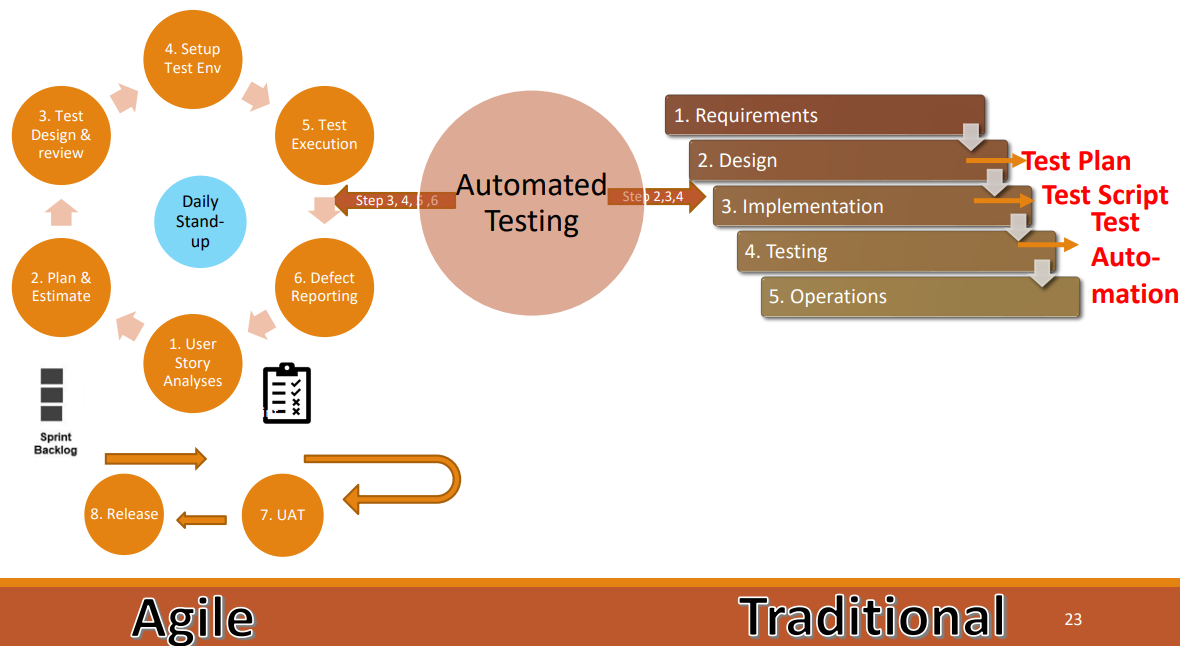 4. Setup
Test Env
3. Test
Design &
review
5. Test
Execution
Daily
Stand-
up
2. Plan &
Estimate
6. Defect
Reporting
1. User
Story
Analyses
Sprint
Backlog
8. Release
7. UAT
Step 3, 4, 5 ,6
Automated
Testing
Step 2,3,4
1. Requirements
2. Design
Test Plan
3. Implementation
Test Script
4. Testing
Test
Auto-
mation
5. Operations
Agile
Traditional
23